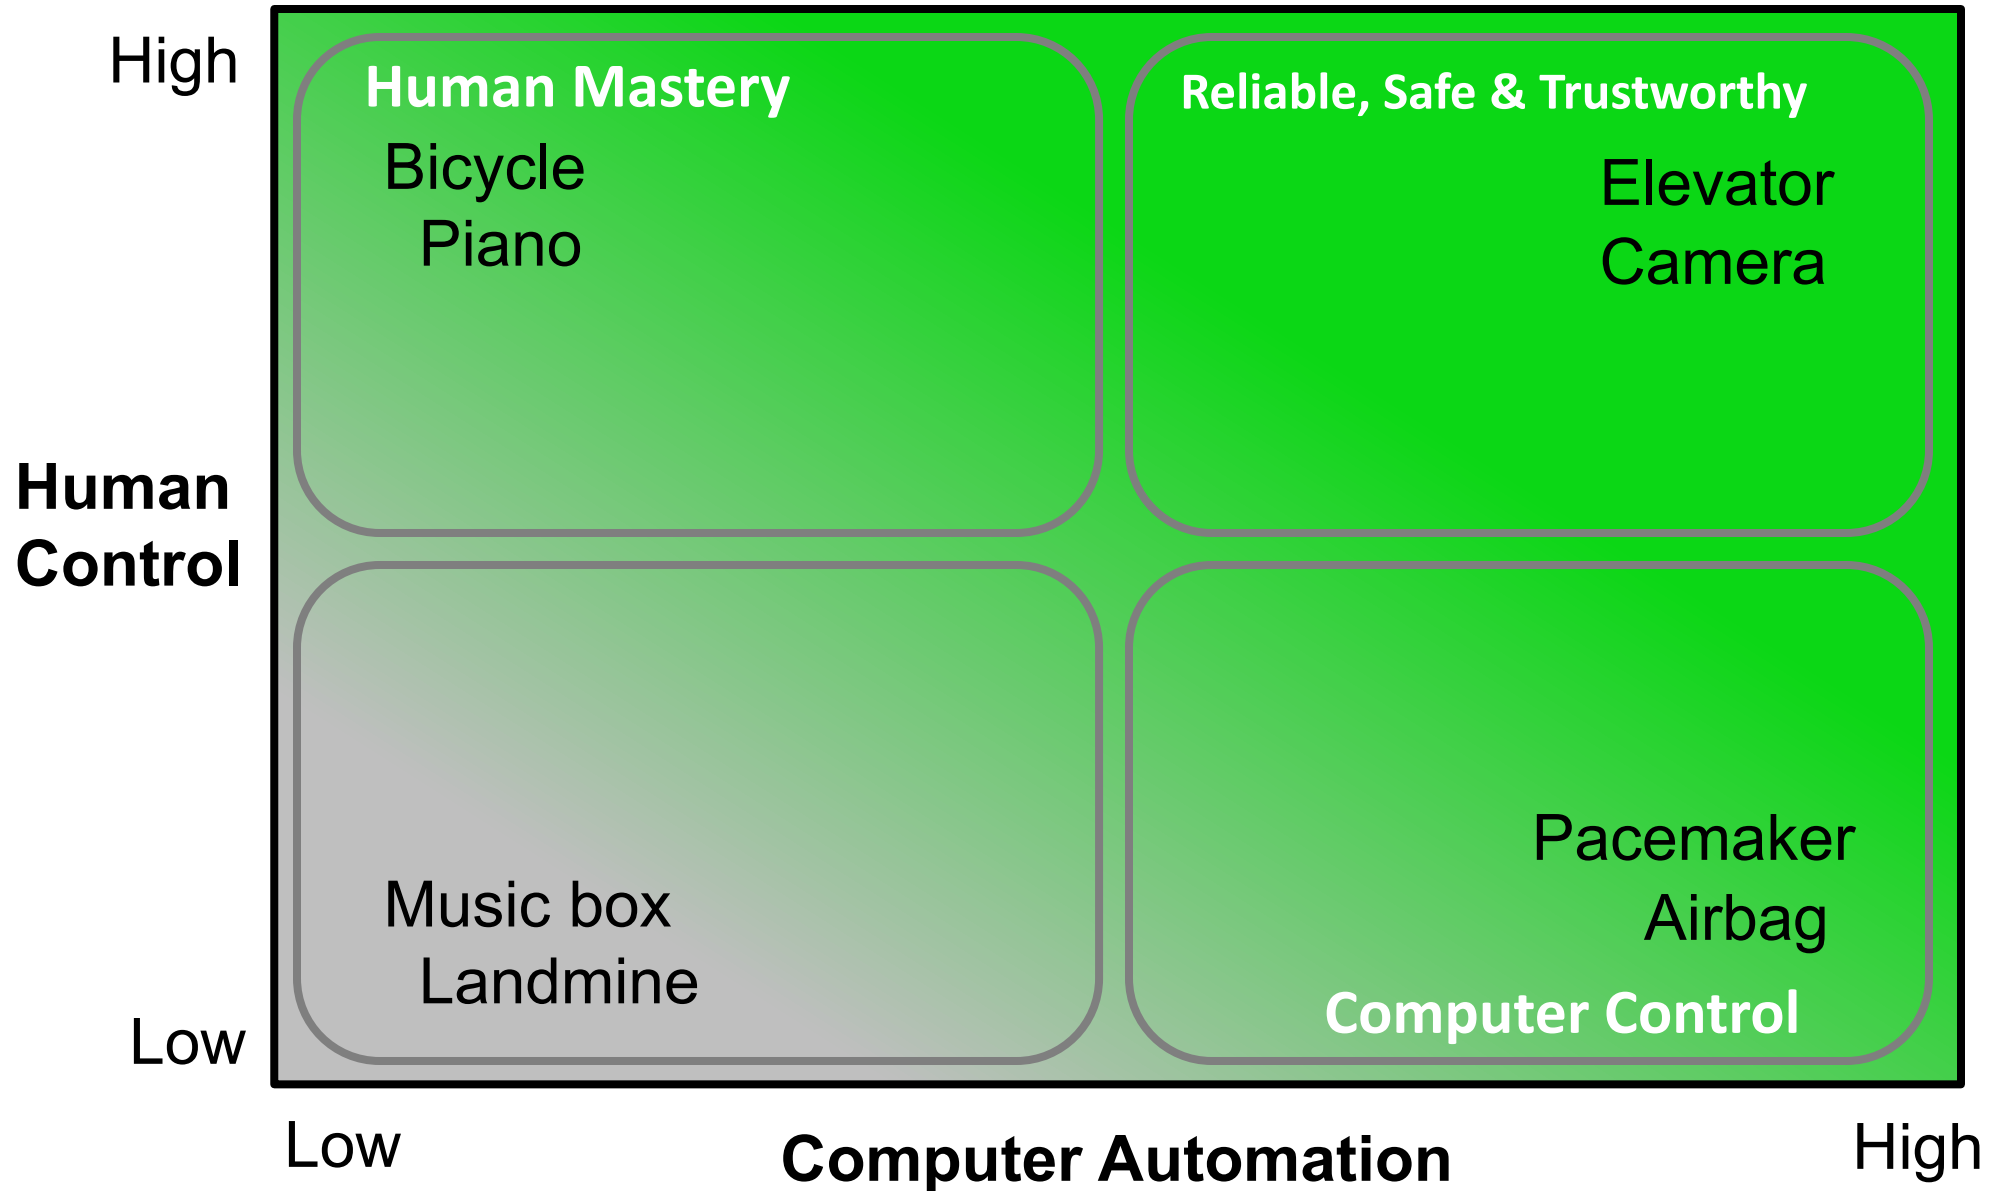 High
Human Mastery
Reliable, Safe & Trustworthy
Bicycle
Piano
Elevator
Camera
Human
Control
Pacemaker
Airbag
Music box
Landmine
Computer Control
Low
Low
Computer Automation
High